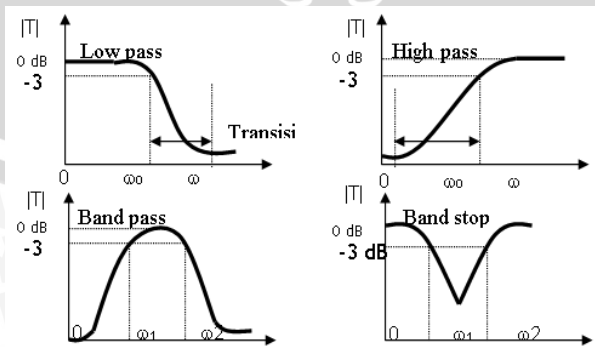 |T|
0 dB
Low pass
-3
Transisi
0 ω₀ ω
|T|
High pass
0 dB
-3
0 ω₀ ω
|T|
Band pass
0 dB
-3
0 ω₁ ω2
|T|
Band stop
0 dB
-3 dB
0 ω₁ ω2